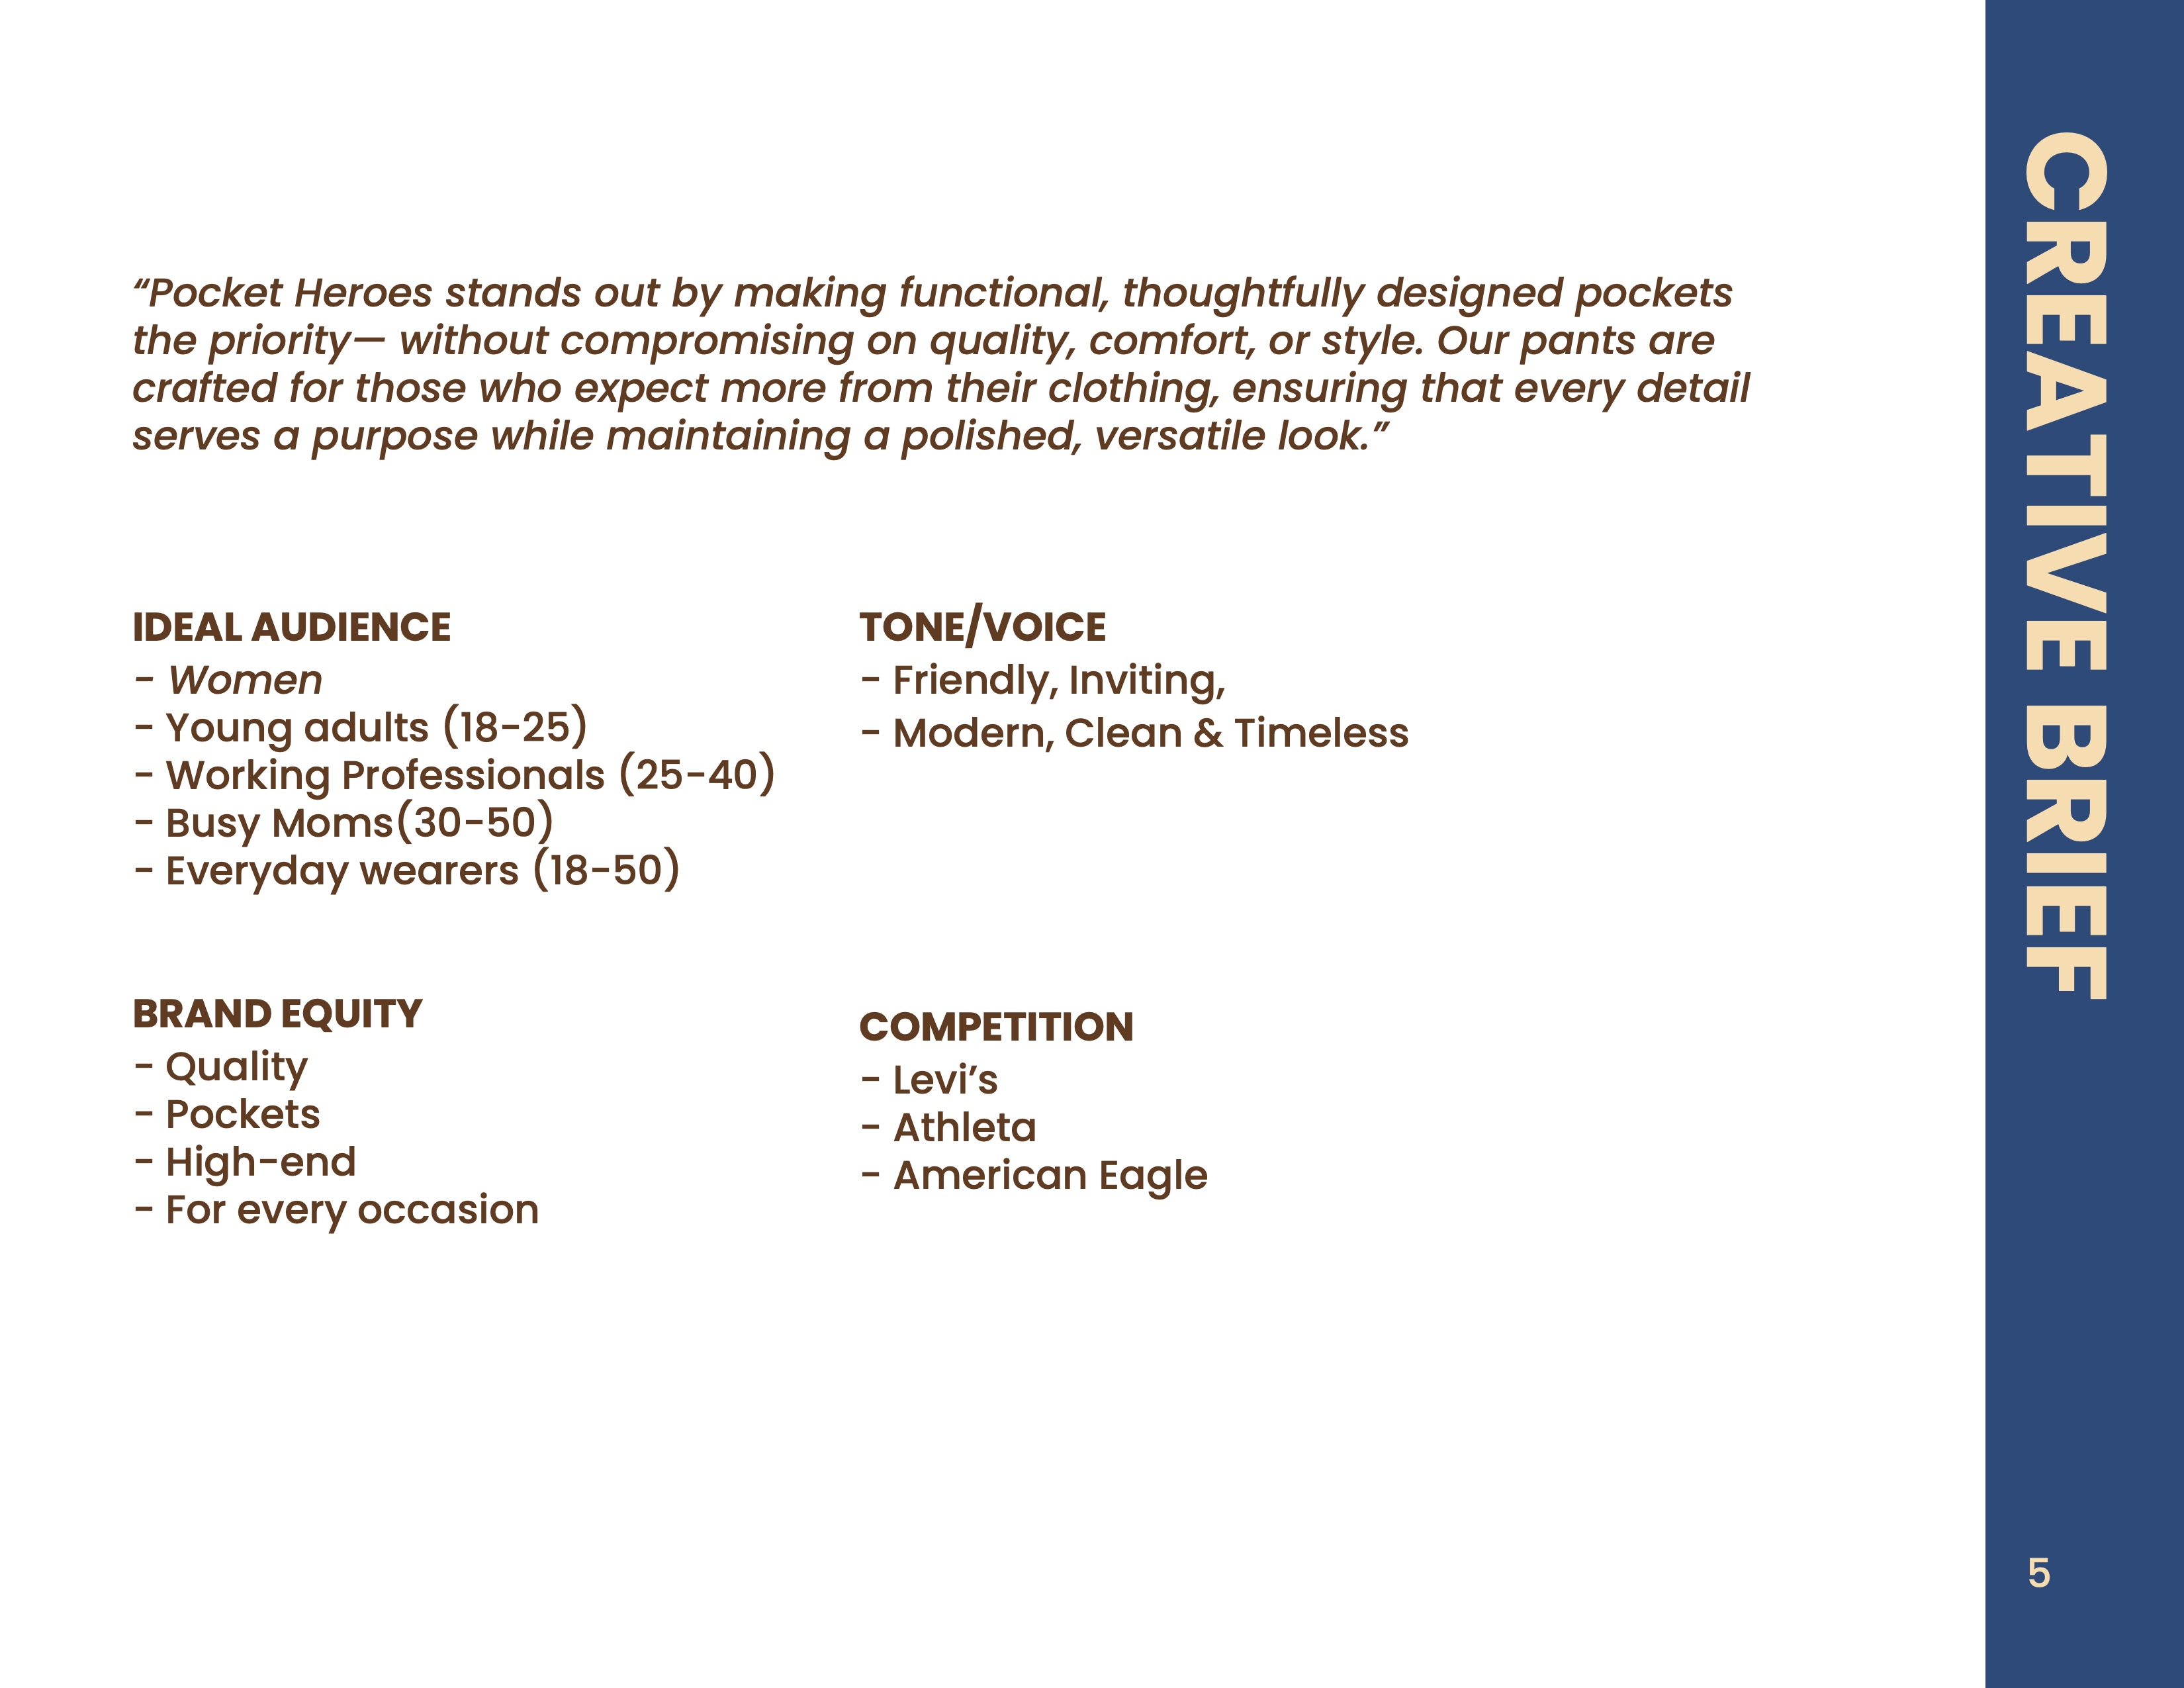 “Pocket Heroes stands out by making functional, thoughtfully designed pockets
the priority— without compromising on quality, comfort, or style. Our pants are
crafted for those who expect more from their clothing, ensuring that every detail
serves a purpose while maintaining a polished, versatile look.”
IDEAL AUDIENCE
- Women
- Young adults (18-25)
- Working Professionals (25-40)
- Busy Moms(30-50)
- Everyday wearers (18-50)
TONE/VOICE
- Friendly, Inviting,
- Modern, Clean & Timeless
BRAND EQUITY
- Quality
- Pockets
- High-end
- For every occasion
COMPETITION
- Levi’s
- Athleta
- American Eagle
CREATIVE BRIEF
5